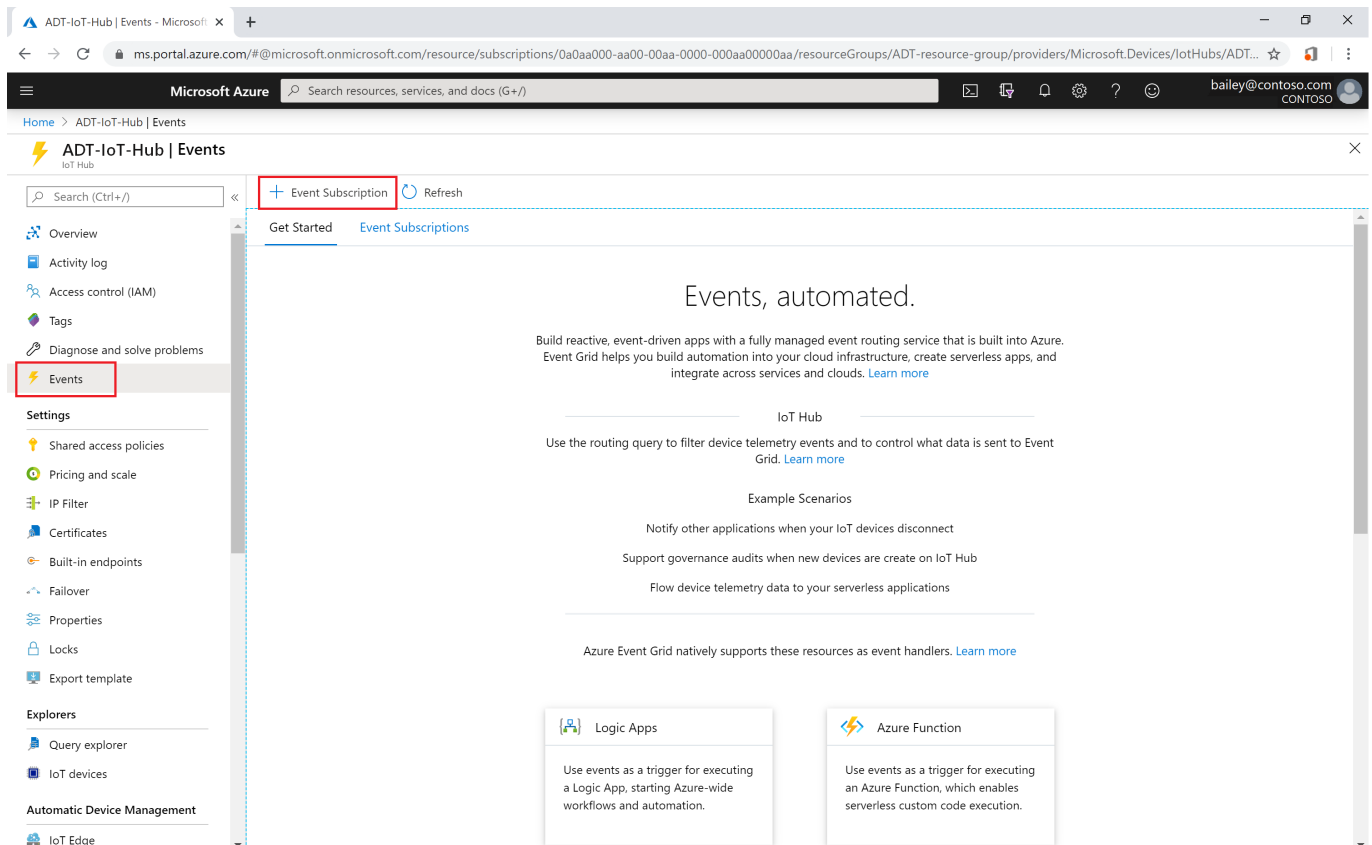 ADT-IoT-Hub | Events - Microsoft
ms.portal.azure.com/#@microsoft.onmicrosoft.com/resource/subscriptions/0a0aa000-aa00-00aa-0000-000aa00000aa/resourceGroups/ADT-resource-group/providers/Microsoft.Devices/IotHubs/ADT...
Microsoft Azure
Search resources, services, and docs (G+/)
bailey@contoso.com
CONTOSO
Home > ADT-IoT-Hub | Events
ADT-IoT-Hub | Events
IoT Hub
Search (Ctrl+/)
Overview
Activity log
Access control (IAM)
Tags
Diagnose and solve problems
Events
Settings
Shared access policies
Pricing and scale
IP Filter
Certificates
Built-in endpoints
Failover
Properties
Locks
Export template
Explorers
Query explorer
IoT devices
Automatic Device Management
IoT Edge
Event Subscription
Refresh
Get Started
Event Subscriptions
Events, automated.
Build reactive, event-driven apps with a fully managed event routing service that is built into Azure.
Event Grid helps you build automation into your cloud infrastructure, create serverless apps, and
integrate across services and clouds. Learn more
IoT Hub
Use the routing query to filter device telemetry events and to control what data is sent to Event
Grid. Learn more
Example Scenarios
Notify other applications when your IoT devices disconnect
Support governance audits when new devices are create on IoT Hub
Flow device telemetry data to your serverless applications
Azure Event Grid natively supports these resources as event handlers. Learn more
Logic Apps
Use events as a trigger for executing
a Logic App, starting Azure-wide
workflows and automation.
Azure Function
Use events as a trigger for executing
an Azure Function, which enables
serverless custom code execution.